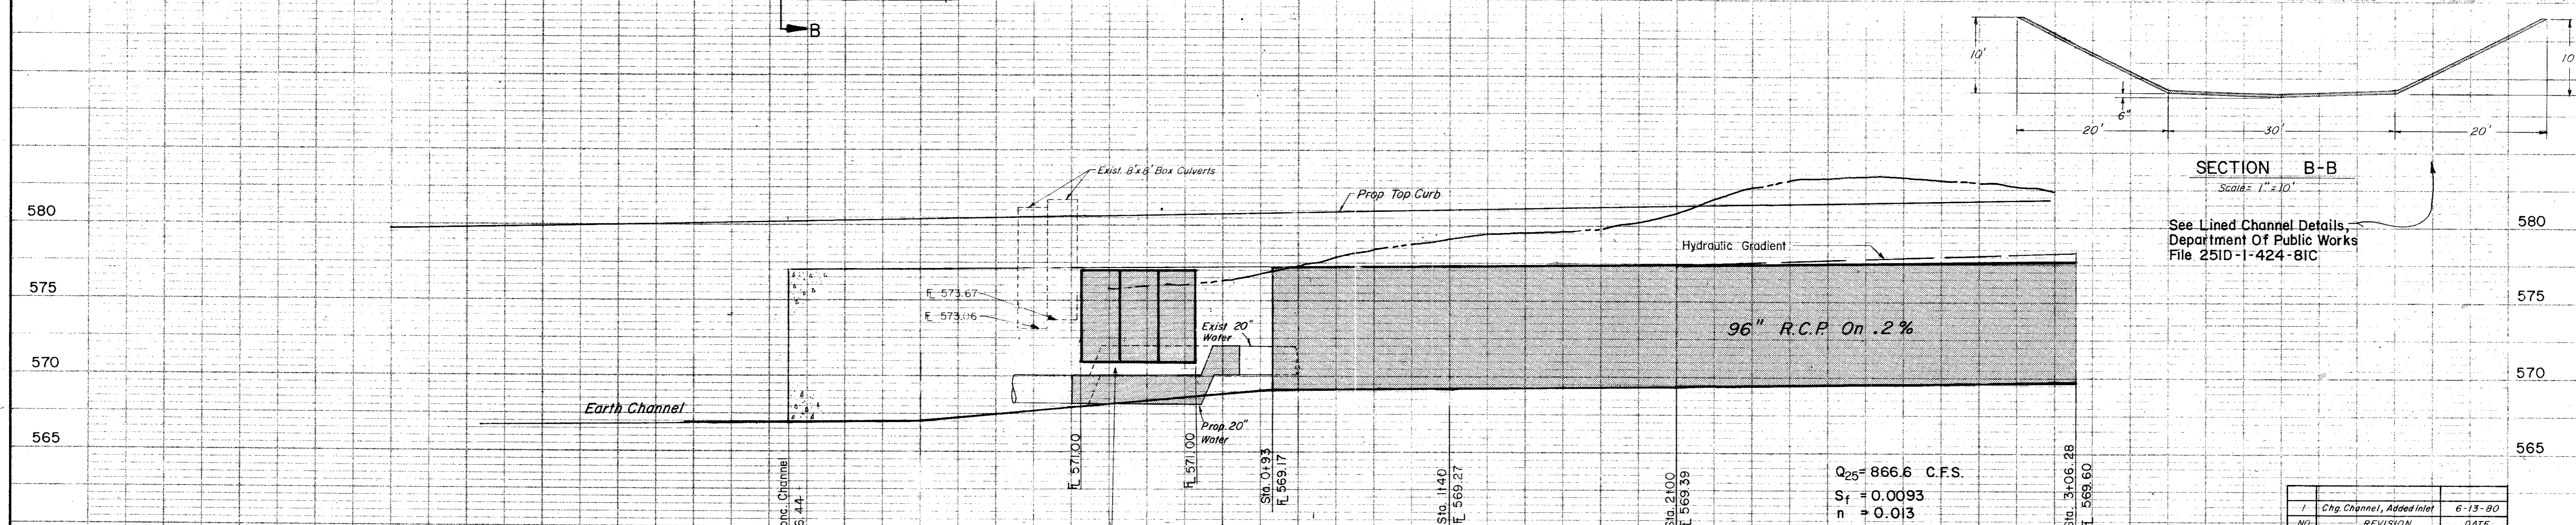 B
10'
10
6"
20'
30'
20'
SECTION B-B
Scale= 1"=10'
See Lined Channel Details,
Department Of Public Works
File 251D-1-424-81C
Exist. 8'x8' Box Culverts
Prop Top Curb
580
580
Hydraulic Gradient
575
575
FL 573.67
FL 573.06
Exist 20"
Water
96" R.C.P. On .2%
570
570
Earth Channel
Prop. 20"
Water
565
565
FL 571.00
FL 571.00
Sta. 0+93
FL 569.17
Sta. 1+40
FL 569.27
Sta. 2+00
FL 569.39
Sta. 3+06.28
FL 569.60
Channel
Q25= 866.6 C.F.S.
Sf = 0.0093
n = 0.013
1 Chg. Channel, Added Inlet 6-13-80
NO. REVISION DATE